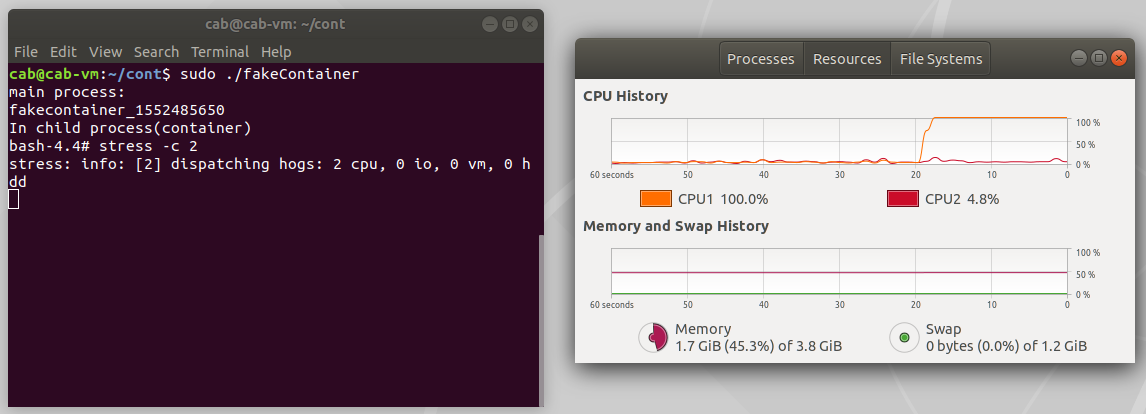 cab@cab-vm: ~/cont
File Edit View Search Terminal Help
cab@cab-vm:~/cont$ sudo ./fakeContainer
main process:
fakecontainer_1552485650
In child process(container)
bash-4.4# stress -c 2
stress: info: [2] dispatching hogs: 2 cpu, 0 io, 0 vm, 0 h
dd
Processes Resources File Systems
CPU History
100 %
50 %
0 %
60 seconds 50 40 30 20 10 0
CPU1 100.0% CPU2 4.8%
Memory and Swap History
100 %
50 %
0 %
60 seconds 50 40 30 20 10 0
Memory Swap
1.7 GiB (45.3%) of 3.8 GiB 0 bytes (0.0%) of 1.2 GiB